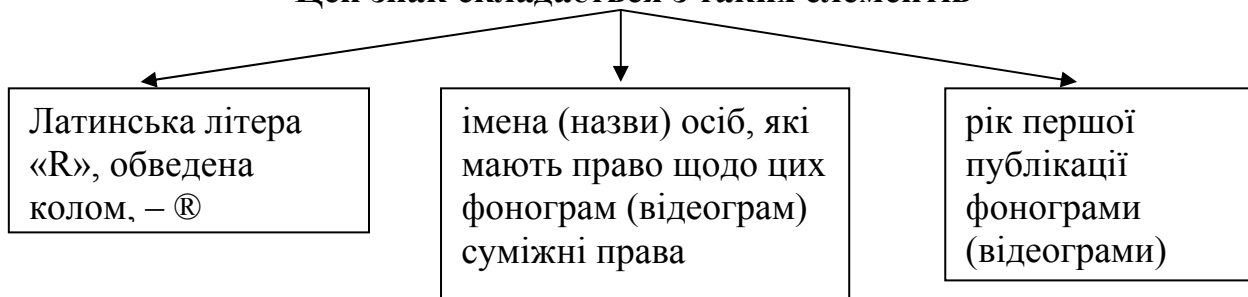 Цей знак складається з таких елементів
Латинська літера
«R», обведена
колом, – ®
імена (назви) осіб, які
мають право щодо цих
фонограм (відеограм)
суміжні права
рік першої
публікації
фонограми
(відеограми)